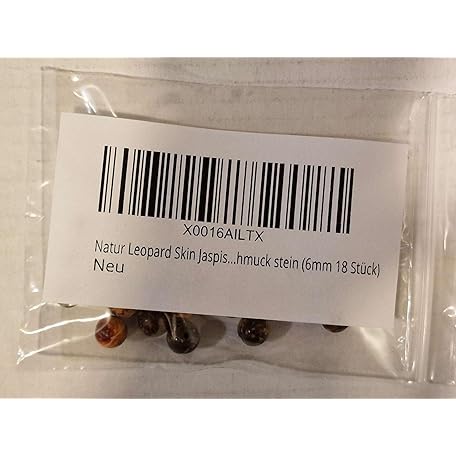 X0016AILTX
Natur Leopard Skin Jaspis...hmuck stein (6mm 18 Stück)
Neu